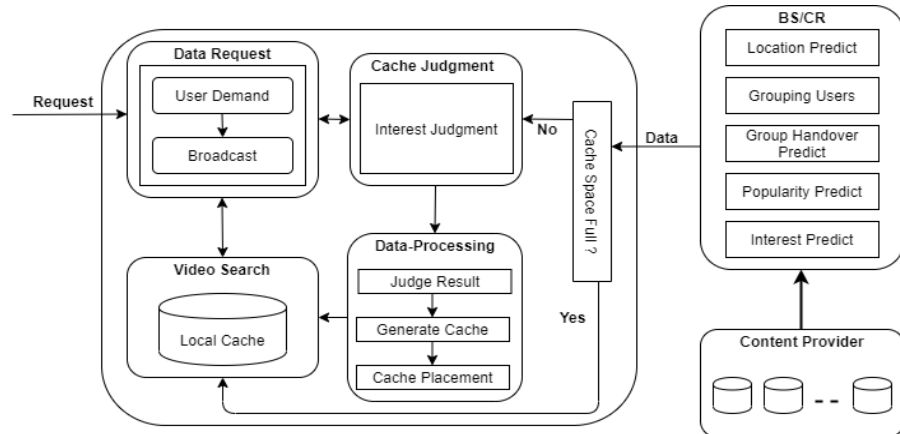 Request
Data Request
User Demand
Broadcast
Cache Judgment
Interest Judgment
No
Cache Space Full ?
Data
Yes
Data-Processing
Judge Result
Generate Cache
Cache Placement
Video Search
Local Cache
BS/CR
Location Predict
Grouping Users
Group Handover
Predict
Popularity Predict
Interest Predict
Content Provider